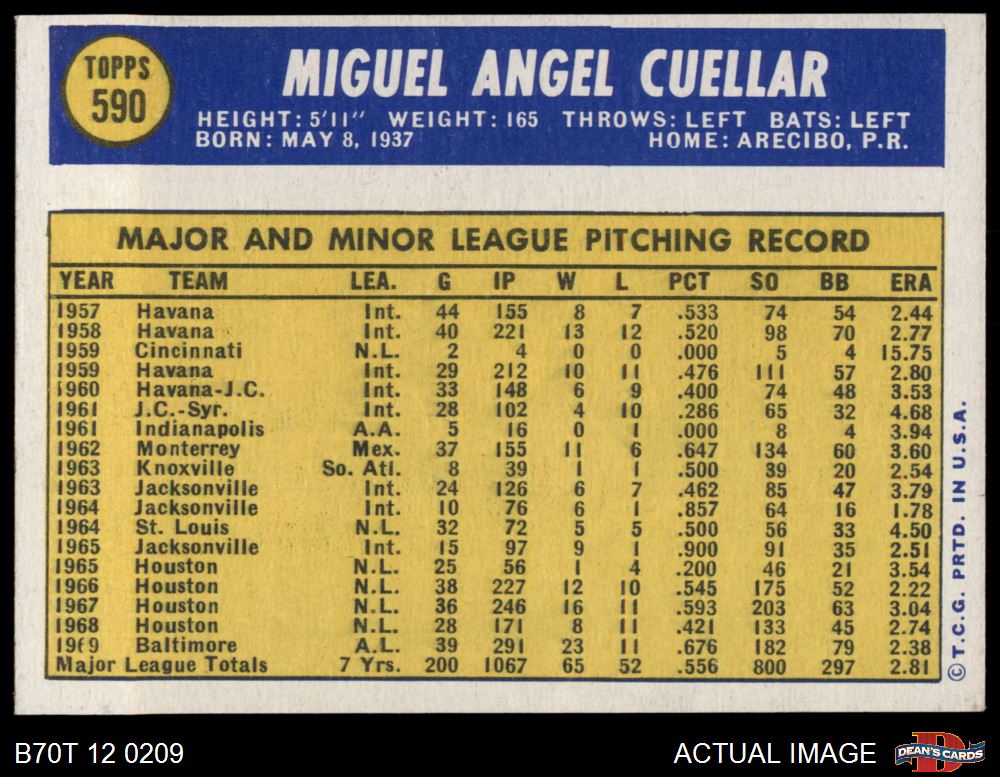 TOPPS
590
MIGUEL ANGEL CUELLAR
HEIGHT: 5'11" WEIGHT: 165 THROWS: LEFT BATS: LEFT
BORN: MAY 8, 1937 HOME: ARECIBO, P.R.
MAJOR AND MINOR LEAGUE PITCHING RECORD
YEAR TEAM LEA. G IP W L PCT SO BB ERA
1957 Havana Int. 44 155 8 7 .533 74 54 2.44
1958 Havana Int. 40 221 13 12 .520 98 70 2.77
1959 Cincinnati N.L. 2 4 0 0 .000 5 4 15.75
1959 Havana Int. 29 212 10 11 .476 111 57 2.80
1960 Havana-J.C. Int. 33 148 6 9 .400 74 48 3.53
1961 J.C.-Syr. Int. 28 102 4 10 .286 65 32 4.68
1961 Indianapolis A.A. 5 16 0 1 .000 8 4 3.94
1962 Monterrey Mex. 37 155 11 6 .647 134 60 3.60
1963 Knoxville So. Atl. 8 39 1 1 .500 39 20 2.54
1963 Jacksonville Int. 24 126 6 7 .462 85 47 3.79
1964 Jacksonville Int. 10 76 6 1 .857 64 16 1.78
1964 St. Louis N.L. 32 72 5 5 .500 56 33 4.50
1965 Jacksonville Int. 15 97 9 1 .900 91 35 2.51
1965 Houston N.L. 25 56 1 4 .200 46 21 3.54
1966 Houston N.L. 38 227 12 10 .545 175 52 2.22
1967 Houston N.L. 36 246 16 11 .593 203 63 3.04
1968 Houston N.L. 28 171 8 11 .421 133 45 2.74
1969 Baltimore A.L. 39 291 23 11 .676 182 79 2.38
Major League Totals 7 Yrs. 200 1067 65 52 .556 800 297 2.81
© T.C.G. PRTD. IN U.S.A.
B70T 12 0209
ACTUAL IMAGE
D
DEAN'S CARDS